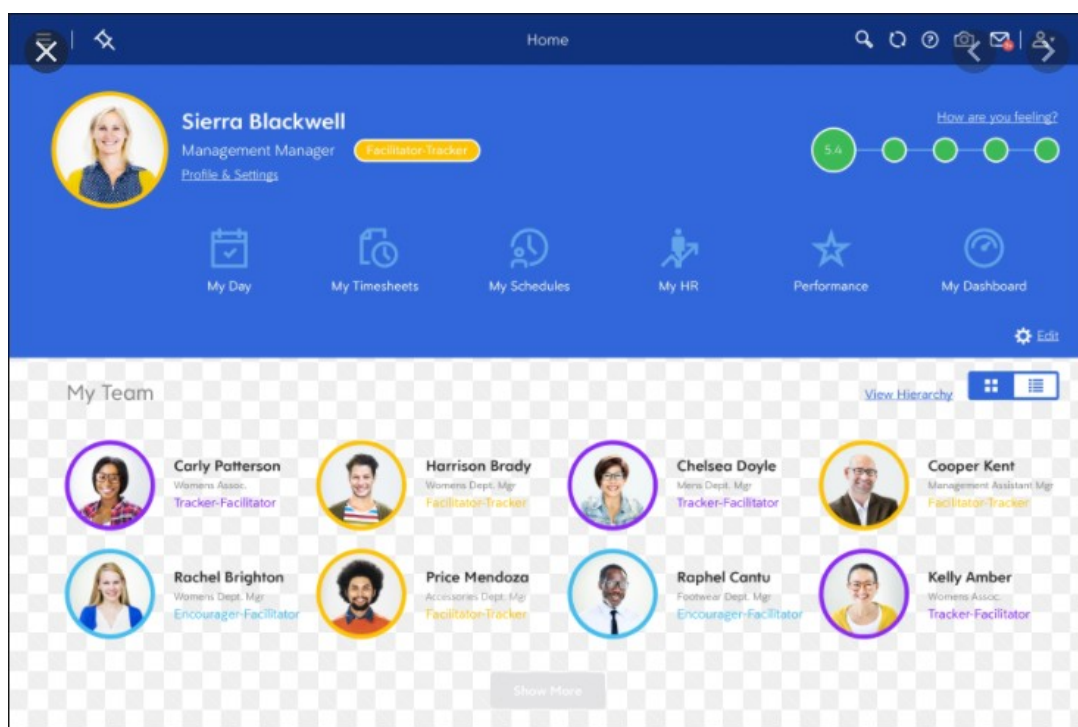 Home
Sierra Blackwell
Management Manager
Facilitator-Tracker
Profile & Settings
How are you feeling?
5.4
My Day
My Timesheets
My Schedules
My HR
Performance
My Dashboard
Edit
My Team
View Hierarchy
Carly Patterson
Womens Assoc.
Tracker-Facilitator
Harrison Brady
Womens Dept. Mgr
Facilitator-Tracker
Chelsea Doyle
Mens Dept. Mgr
Tracker-Facilitator
Cooper Kent
Management Assistant Mgr
Facilitator-Tracker
Rachel Brighton
Womens Dept. Mgr
Encourager-Facilitator
Price Mendoza
Accessories Dept. Mgr
Facilitator-Tracker
Raphel Cantu
Footwear Dept. Mgr
Encourager-Facilitator
Kelly Amber
Womens Assoc.
Tracker-Facilitator
Show More